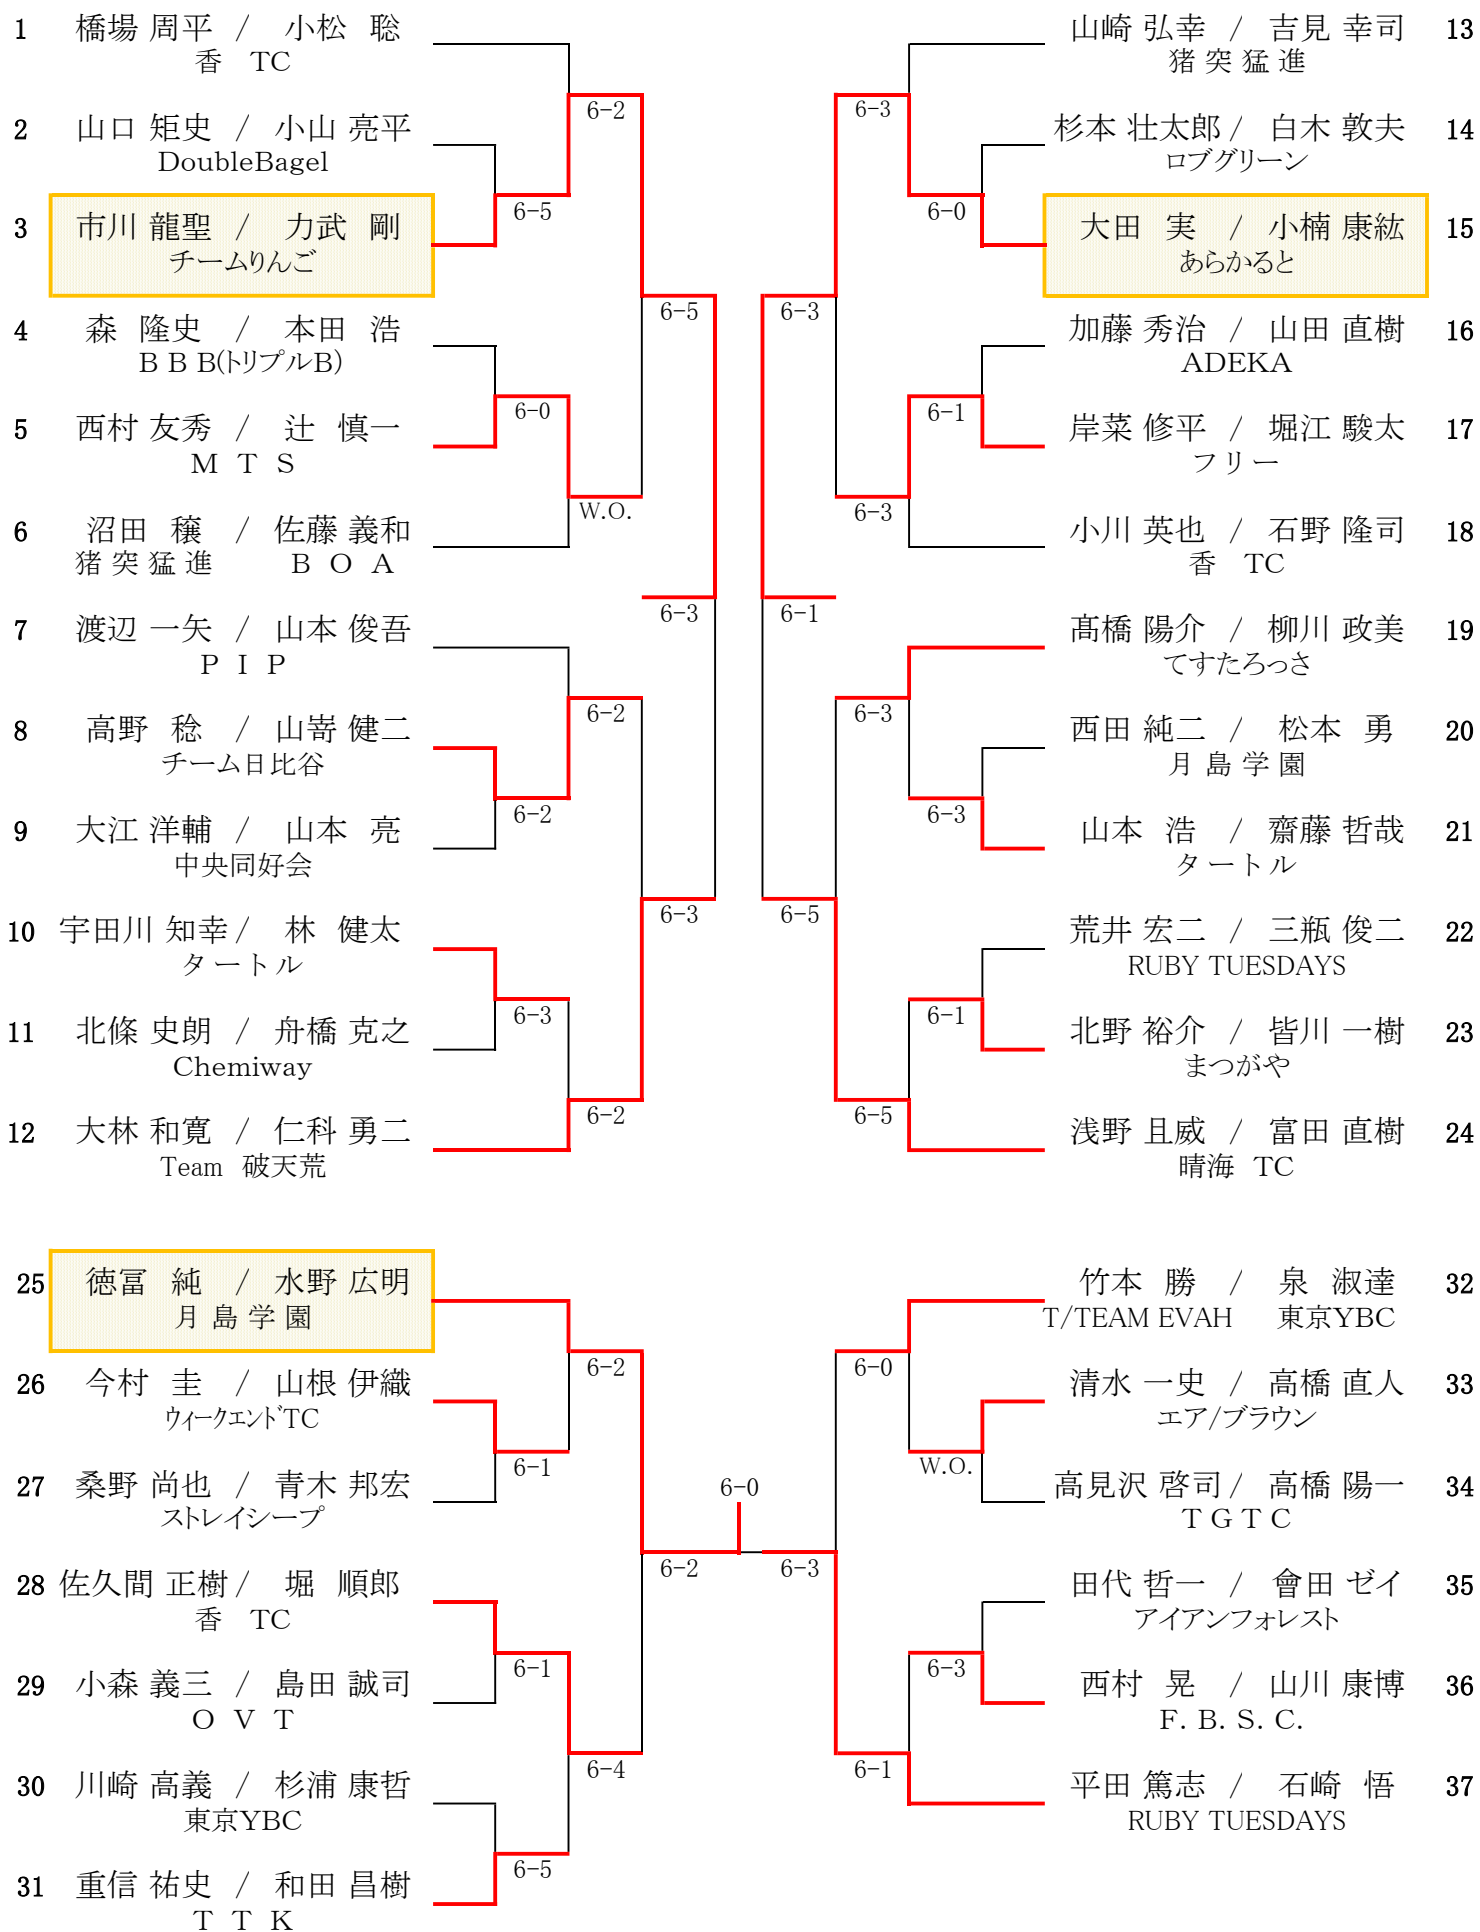 1 橋場 周平 / 小松 聡
香 TC
6-2
2 山口 矩史 / 小山 亮平
DoubleBagel
6-5
3 市川 龍聖 / 力武 剛
チームりんご
6-5
4 森 隆史 / 本田 浩
B B B(トリプルB)
6-0
5 西村 友秀 / 辻 慎一
M T S
W.O.
6 沼田 穣 / 佐藤 義和
猪 突 猛 進 B O A
6-3
7 渡辺 一矢 / 山本 俊吾
P I P
6-2
8 高野 稔 / 山嵜 健二
チーム日比谷
6-2
9 大江 洋輔 / 山本 亮
中央同好会
6-3
10 宇田川 知幸 / 林 健太
タートル
6-3
11 北條 史朗 / 舟橋 克之
Chemiway
6-2
12 大林 和寛 / 仁科 勇二
Team 破天荒
山崎 弘幸 / 吉見 幸司 13
猪 突 猛 進
6-3
杉本 壮太郎 / 白木 敦夫 14
ロブグリーン
6-0
大田 実 / 小楠 康紘 15
あらかると
6-3
加藤 秀治 / 山田 直樹 16
ADEKA
6-1
岸菜 修平 / 堀江 駿太 17
フリー
6-3
小川 英也 / 石野 隆司 18
香 TC
6-1
髙橋 陽介 / 柳川 政美 19
てすたろっさ
6-3
西田 純二 / 松本 勇 20
月 島 学 園
6-3
山本 浩 / 齋藤 哲哉 21
タートル
6-5
荒井 宏二 / 三瓶 俊二 22
RUBY TUESDAYS
6-1
北野 裕介 / 皆川 一樹 23
まつがや
6-5
浅野 且威 / 富田 直樹 24
晴海 TC
25 徳冨 純 / 水野 広明
月 島 学 園
6-2
26 今村 圭 / 山根 伊織
ウィークエンドTC
6-1
27 桑野 尚也 / 青木 邦宏
ストレイシープ
6-0
6-2
28 佐久間 正樹 / 堀 順郎
香 TC
6-1
29 小森 義三 / 島田 誠司
O V T
6-4
30 川崎 高義 / 杉浦 康哲
東京YBC
6-5
31 重信 祐史 / 和田 昌樹
T T K
竹本 勝 / 泉 淑達 32
T/TEAM EVAH 東京YBC
6-0
清水 一史 / 高橋 直人 33
エア/ブラウン
W.O.
高見沢 啓司 / 高橋 陽一 34
T G T C
6-3
田代 哲一 / 會田 ゼイ 35
アイアンフォレスト
6-3
西村 晃 / 山川 康博 36
F. B. S. C.
6-1
平田 篤志 / 石崎 悟 37
RUBY TUESDAYS